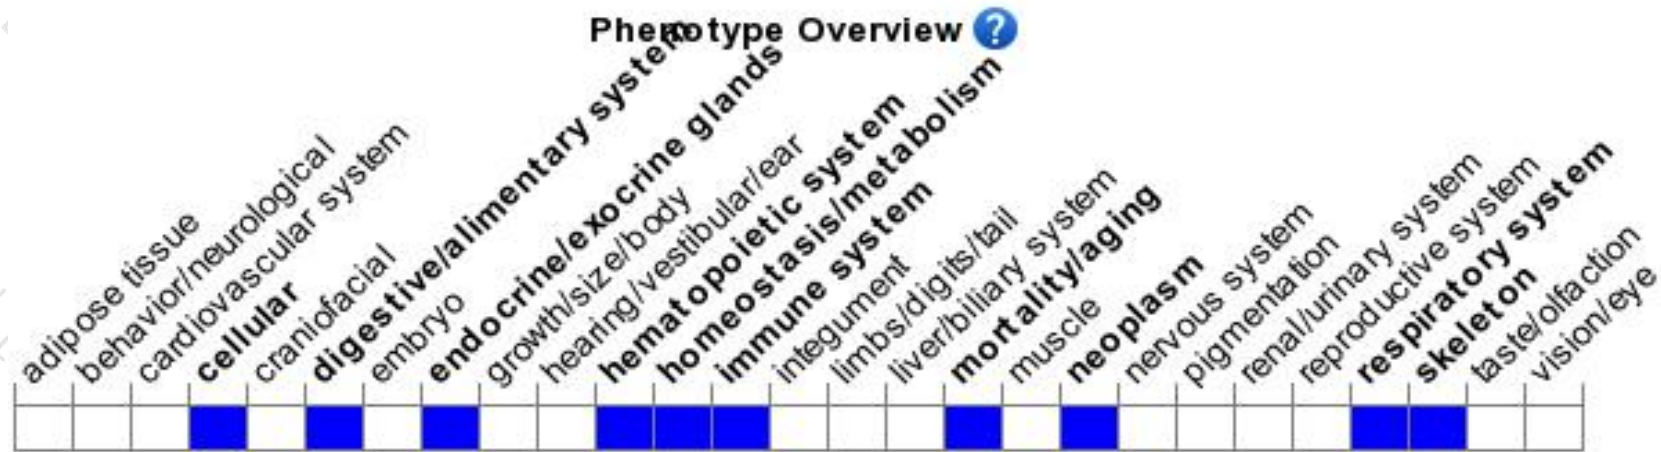 Phenotype Overview ?
adipose tissue
behavior/neurological
cardiovascular system
cellular
craniofacial
digestive/alimentary system
embryo
endocrine/exocrine glands
growth/size/body
hearing/vestibular/ear
hematopoietic system
homeostasis/metabolism
immune system
integument
limbs/digits/tail
liver/biliary system
mortality/aging
muscle
neoplasm
nervous system
pigmentation
renal/urinary system
reproductive system
respiratory system
skeleton
taste/olfaction
vision/eye